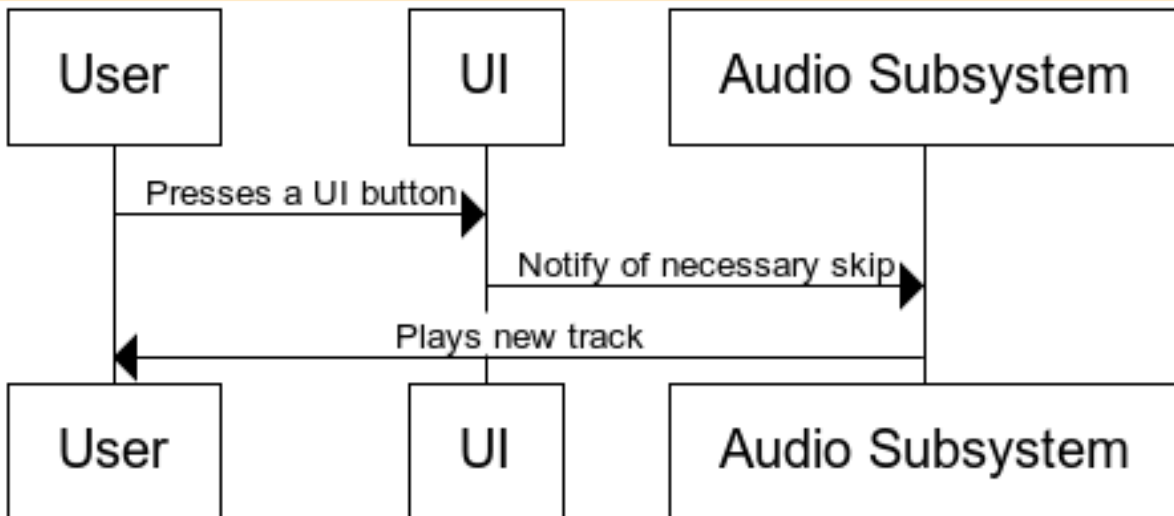 User
UI
Audio Subsystem
Presses a UI button
Notify of necessary skip
Plays new track
User
UI
Audio Subsystem